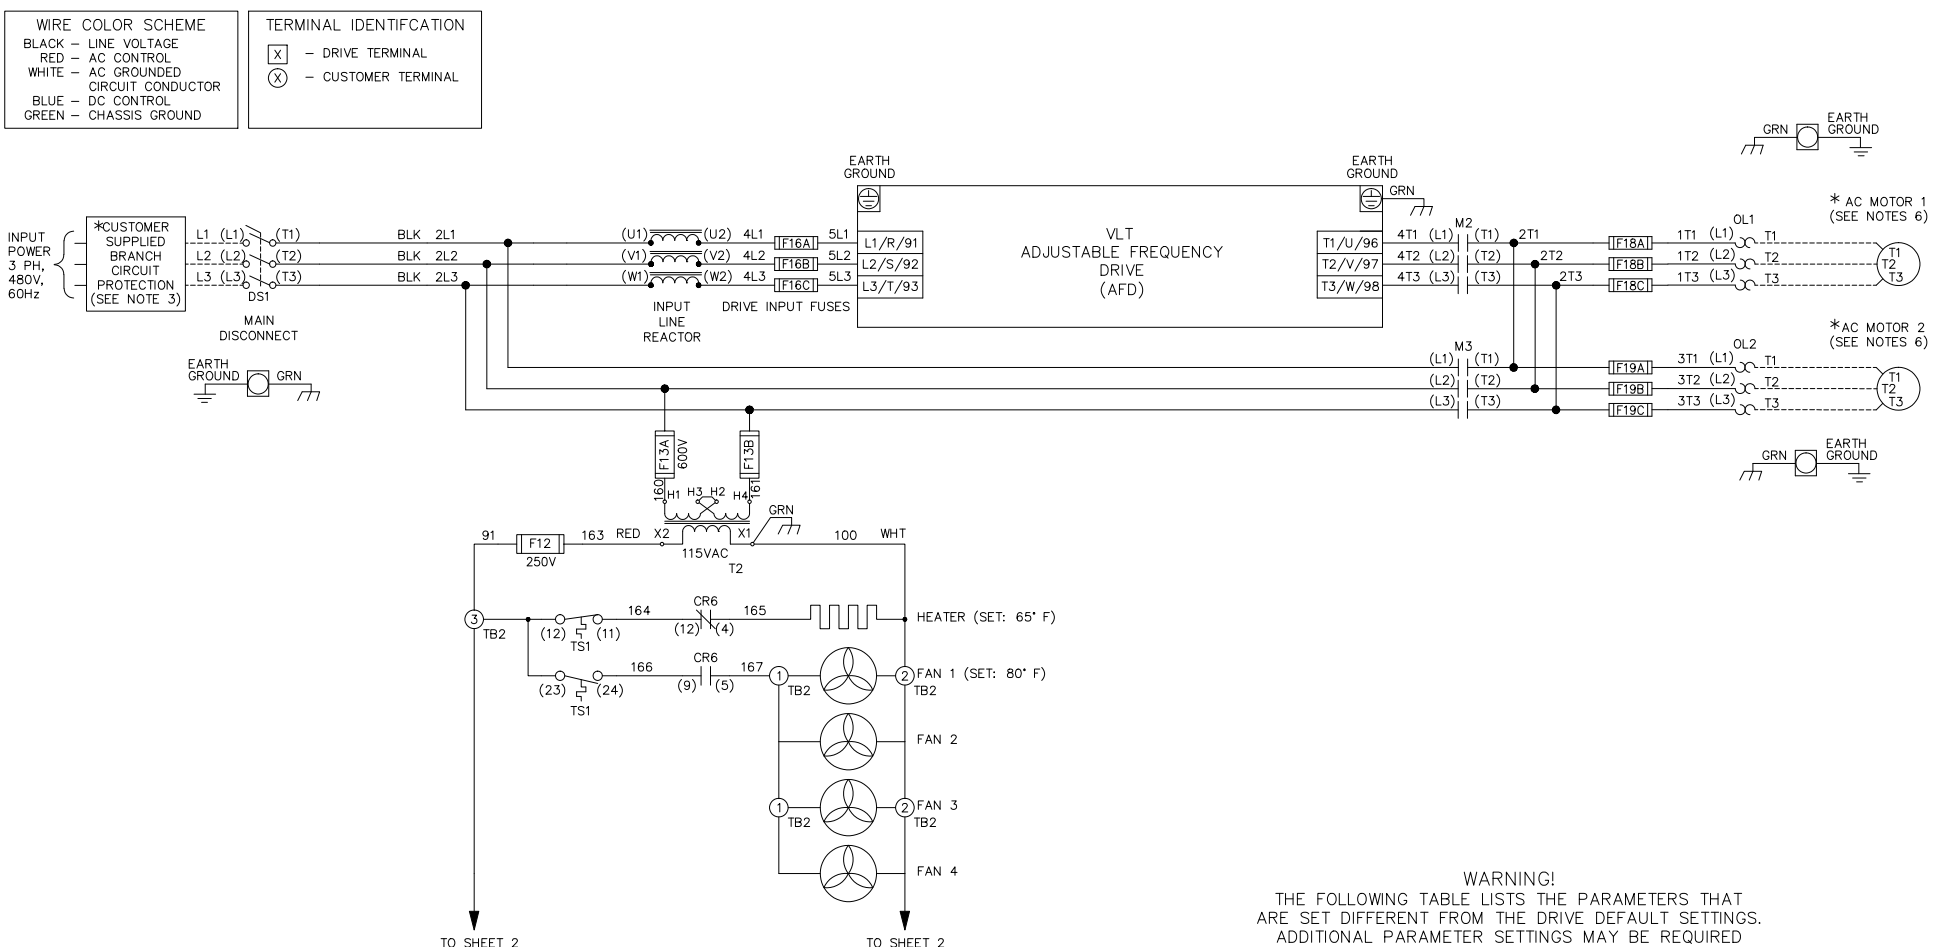 WIRE COLOR SCHEME
BLACK – LINE VOLTAGE
RED – AC CONTROL
WHITE – AC GROUNDED
CIRCUIT CONDUCTOR
BLUE – DC CONTROL
GREEN – CHASSIS GROUND
TERMINAL IDENTIFCATION
X – DRIVE TERMINAL
X – CUSTOMER TERMINAL
GRN
EARTH
GROUND
EARTH
GROUND
EARTH
GROUND
GRN
INPUT
POWER
3 PH,
480V,
60Hz
*CUSTOMER
SUPPLIED
BRANCH
CIRCUIT
PROTECTION
(SEE NOTE 3)
L1 (L1) (T1) BLK 2L1 (U1) (U2) 4L1 F16A 5L1 L1/R/91
L2 (L2) (T2) BLK 2L2 (V1) (V2) 4L2 F16B 5L2 L2/S/92
L3 (L3) (T3) BLK 2L3 (W1) (W2) 4L3 F16C 5L3 L3/T/93
DS1
MAIN
DISCONNECT
INPUT
LINE
REACTOR
DRIVE INPUT FUSES
VLT
ADJUSTABLE FREQUENCY
DRIVE
(AFD)
M2
OL1
T1/U/96 4T1 (L1) (T1) 2T1 F18A 1T1 (L1) T1
T2/V/97 4T2 (L2) (T2) 2T2 F18B 1T2 (L2) T2
T3/W/98 4T3 (L3) (T3) 2T3 F18C 1T3 (L3) T3
* AC MOTOR 1
(SEE NOTES 6)
T1
T2
T3
EARTH
GROUND
GRN
M3
OL2
(L1) (T1) F19A 3T1 (L1) T1
(L2) (T2) F19B 3T2 (L2) T2
(L3) (T3) F19C 3T3 (L3) T3
*AC MOTOR 2
(SEE NOTES 6)
T1
T2
T3
GRN
EARTH
GROUND
F13A
600V
F13B
160
161
H1 H3 H2 H4
GRN
91 F12 163 RED X2 X1 100 WHT
250V
115VAC
T2
3
TB2
164 CR6 165
(12) (11) (12) (4)
TS1
HEATER (SET: 65° F)
166 CR6 167
(23) (24) (9) (5)
TS1
1
TB2
2
TB2
FAN 1 (SET: 80° F)
FAN 2
1
TB2
2
TB2
FAN 3
FAN 4
TO SHEET 2
TO SHEET 2
WARNING!
THE FOLLOWING TABLE LISTS THE PARAMETERS THAT
ARE SET DIFFERENT FROM THE DRIVE DEFAULT SETTINGS.
ADDITIONAL PARAMETER SETTINGS MAY BE REQUIRED